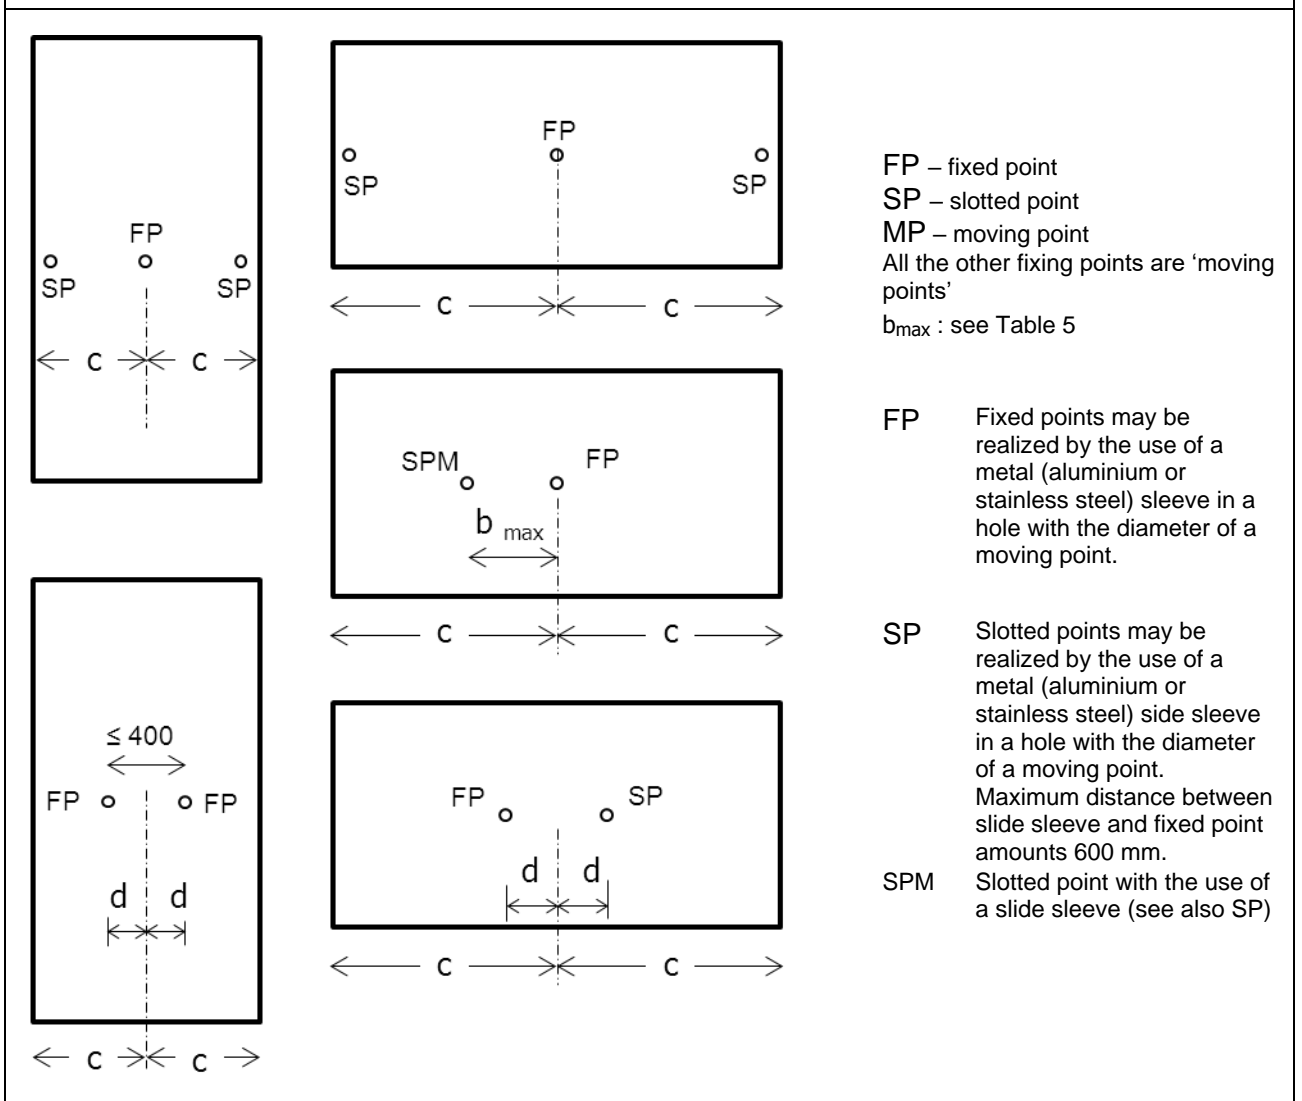 FP
SP
SP
c
c
FP
SP
SP
c
c
SPM
FP
b max
c
c
≤ 400
FP
FP
d
d
c
c
FP
SP
d
d
c
c
FP – fixed point
SP – slotted point
MP – moving point
All the other fixing points are ‘moving
points’
bmax : see Table 5
FP Fixed points may be
realized by the use of a
metal (aluminium or
stainless steel) sleeve in a
hole with the diameter of a
moving point.
SP Slotted points may be
realized by the use of a
metal (aluminium or
stainless steel) side sleeve
in a hole with the diameter
of a moving point.
Maximum distance between
slide sleeve and fixed point
amounts 600 mm.
SPM Slotted point with the use of
a slide sleeve (see also SP)